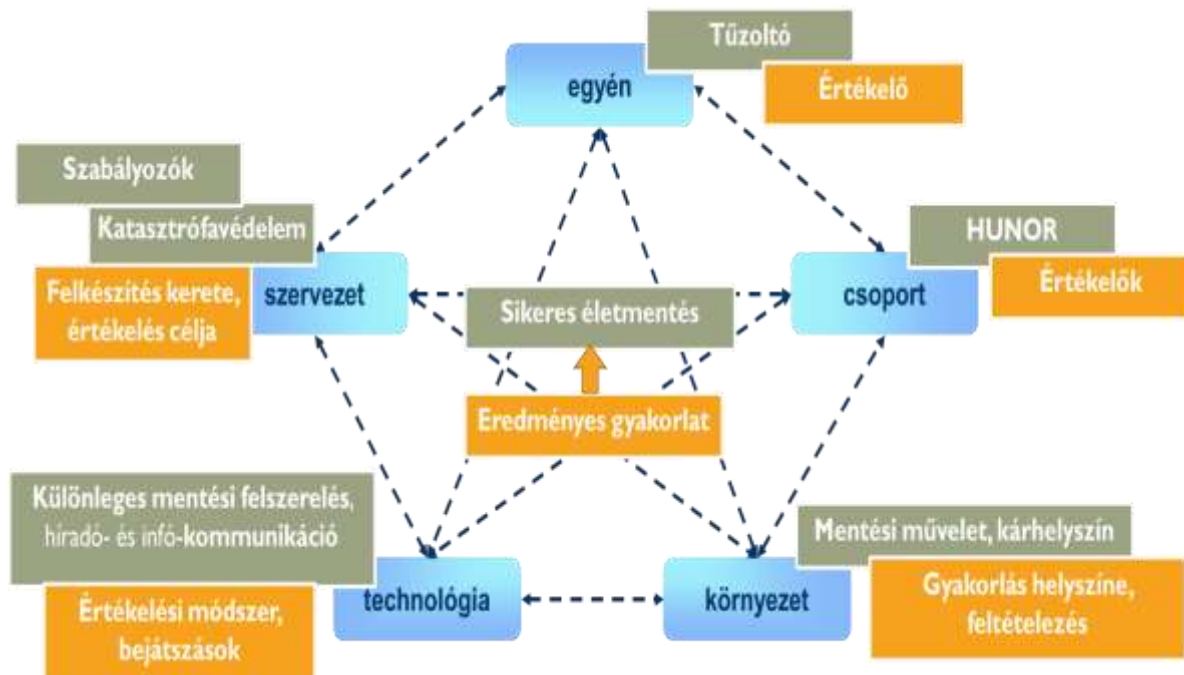 Tűzoltó
egyén
Értékelő
Szabályozók
Katasztrófavédelem
HUNOR
Felkészítés kerete,
értékelés célja
szervezet
csoport
Értékelők
Sikeres életmentés
Eredményes gyakorlat
Különleges mentési felszerelés,
híradó- és infó-kommunikáció
Mentési művelet, kárhelyszín
Értékelési módszer,
bejátszások
technológia
környezet
Gyakorlás helyszíne,
feltételezés